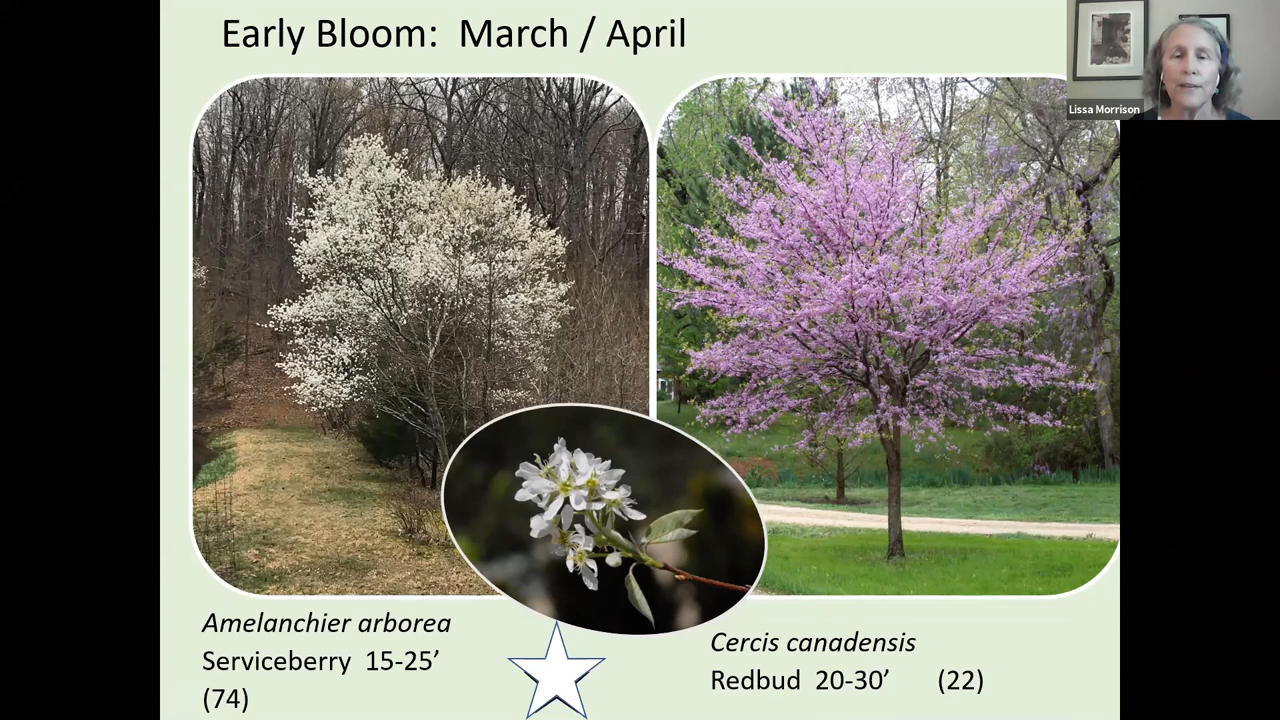 Early Bloom:  March / April
Lissa Morrison
Amelanchier arborea
Serviceberry  15-25’
(74)
Cercis canadensis
Redbud  20-30’ (22)